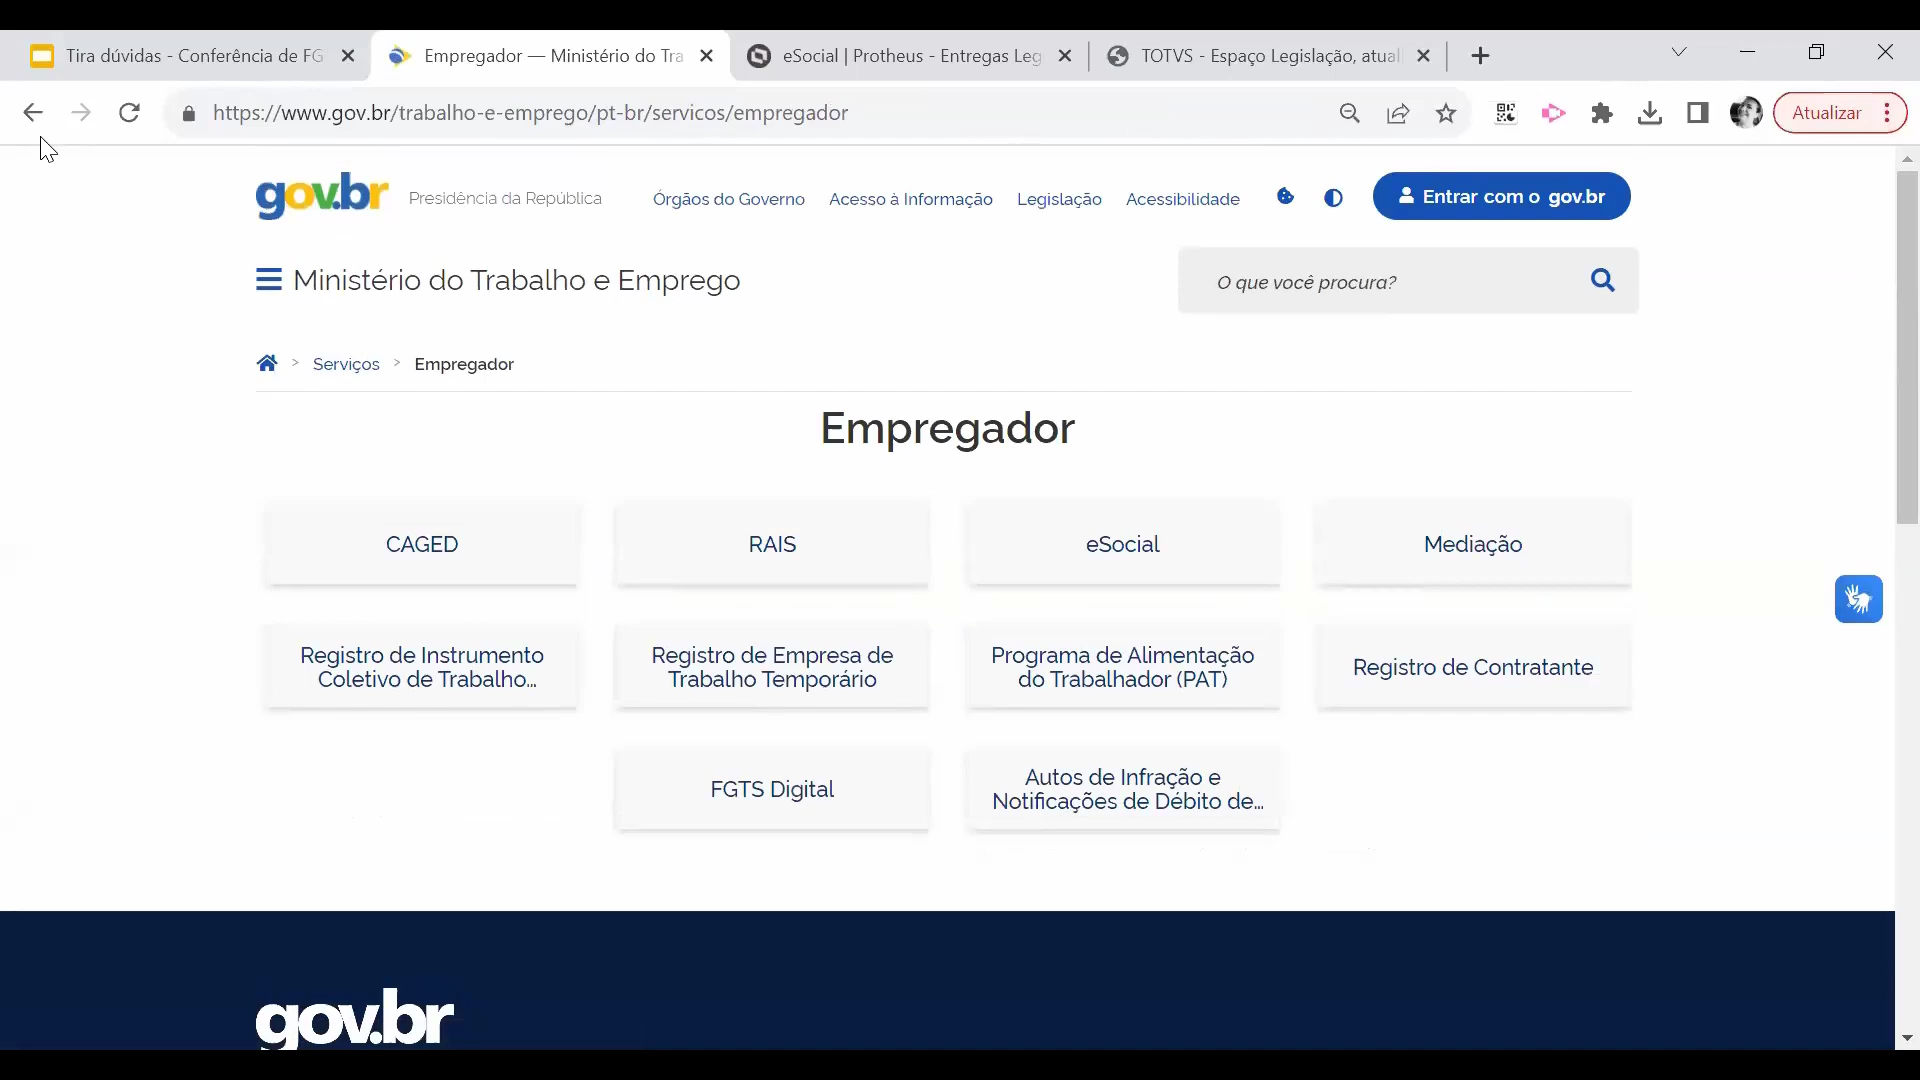 Tira dúvidas - Conferência de FG
Empregador — Ministério do Tra
eSocial | Protheus - Entregas Leg
TOTVS - Espaço Legislação, atual
https://www.gov.br/trabalho-e-emprego/pt-br/servicos/empregador
Atualizar
gov.br
Presidência da República
Órgãos do Governo
Acesso à Informação
Legislação
Acessibilidade
Entrar com o gov.br
Ministério do Trabalho e Emprego
O que você procura?
> Serviços > Empregador
Empregador
CAGED
RAIS
eSocial
Mediação
Registro de Instrumento
Coletivo de Trabalho...
Registro de Empresa de
Trabalho Temporário
Programa de Alimentação
do Trabalhador (PAT)
Registro de Contratante
FGTS Digital
Autos de Infração e
Notificações de Débito de...
gov.br